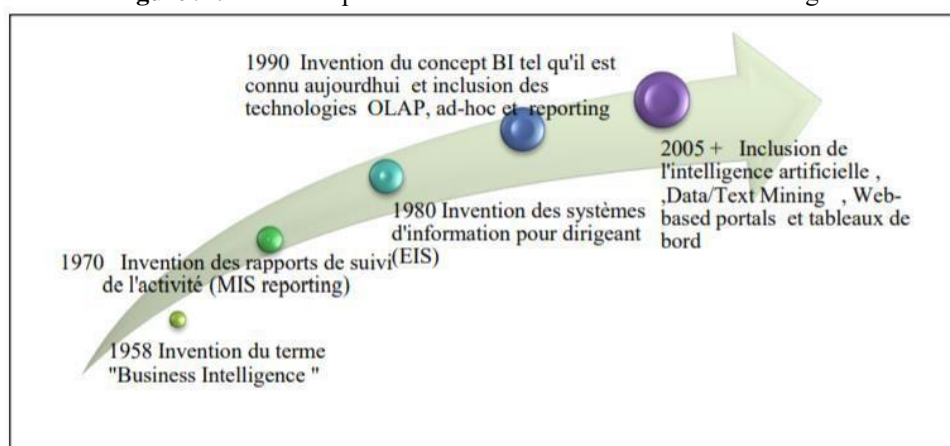 1990 Invention du concept BI tel qu'il est
connu aujourdhui et inclusion des
technologies OLAP, ad-hoc et reporting
2005 + Inclusion de
l'intelligence artificielle ,
,Data/Text Mining , Web-
based portals et tableaux de
bord
1980 Invention des systèmes
d'information pour dirigeant
(EIS)
1970 Invention des rapports de suivi
de l'activité (MIS reporting)
1958 Invention du terme
"Business Intelligence "